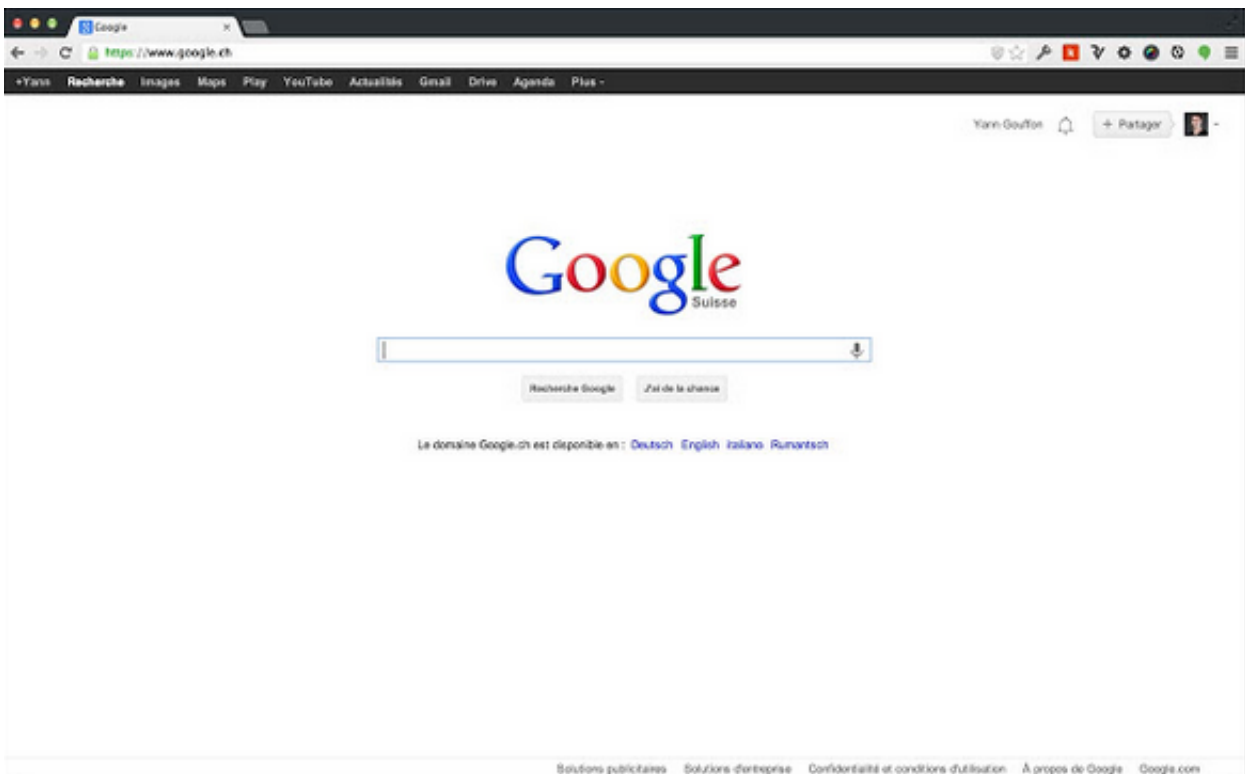 Google
https://www.google.ch
+Yann Recherche Images Maps Play YouTube Actualités Gmail Drive Agenda Plus
Yann Gouffon + Partager
Google
Suisse
Recherche Google J'ai de la chance
Le domaine Google.ch est disponible en : Deutsch English italiano Rumantsch
Solutions publicitaires Solutions d'entreprise Confidentialité et conditions d'utilisation À propos de Google Google.com